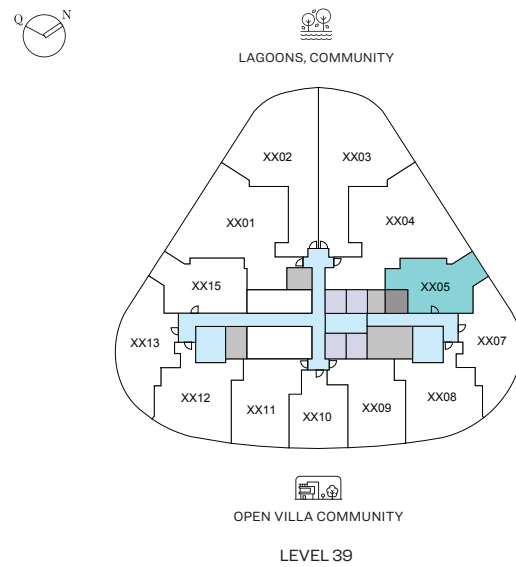 Q N
LAGOONS, COMMUNITY
XX02 XX03
XX01 XX04
XX15 XX05
XX13 XX07
XX12 XX08
XX11 XX10 XX09
OPEN VILLA COMMUNITY
LEVEL 39